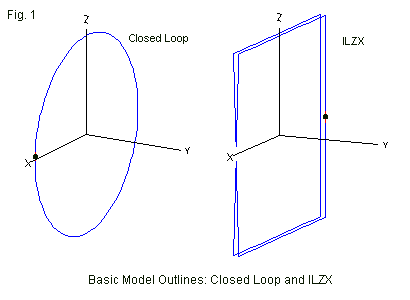 Fig. 1
Z
Closed Loop
X
Y
Z
ILZX
X
Y
Basic Model Outlines: Closed Loop and ILZX